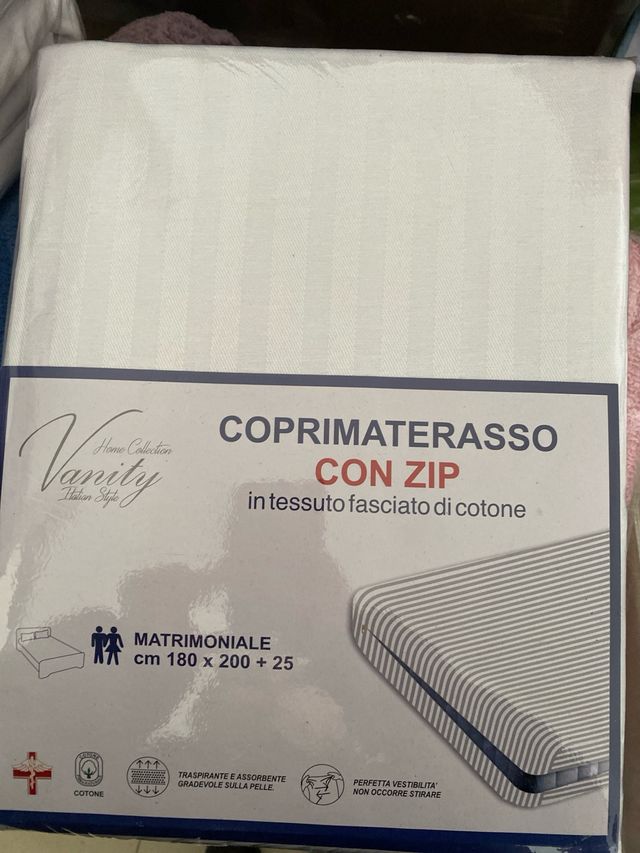 Home Collection
Vanity
Italian Style
COPRIMATERASSO
CON ZIP
in tessuto fasciato di cotone
MATRIMONIALE
cm 180 x 200 + 25
COTONE
TRASPIRANTE E ASSORBENTE
GRADEVOLE SULLA PELLE.
PERFETTA VESTIBILITA'
NON OCCORRE STIRARE